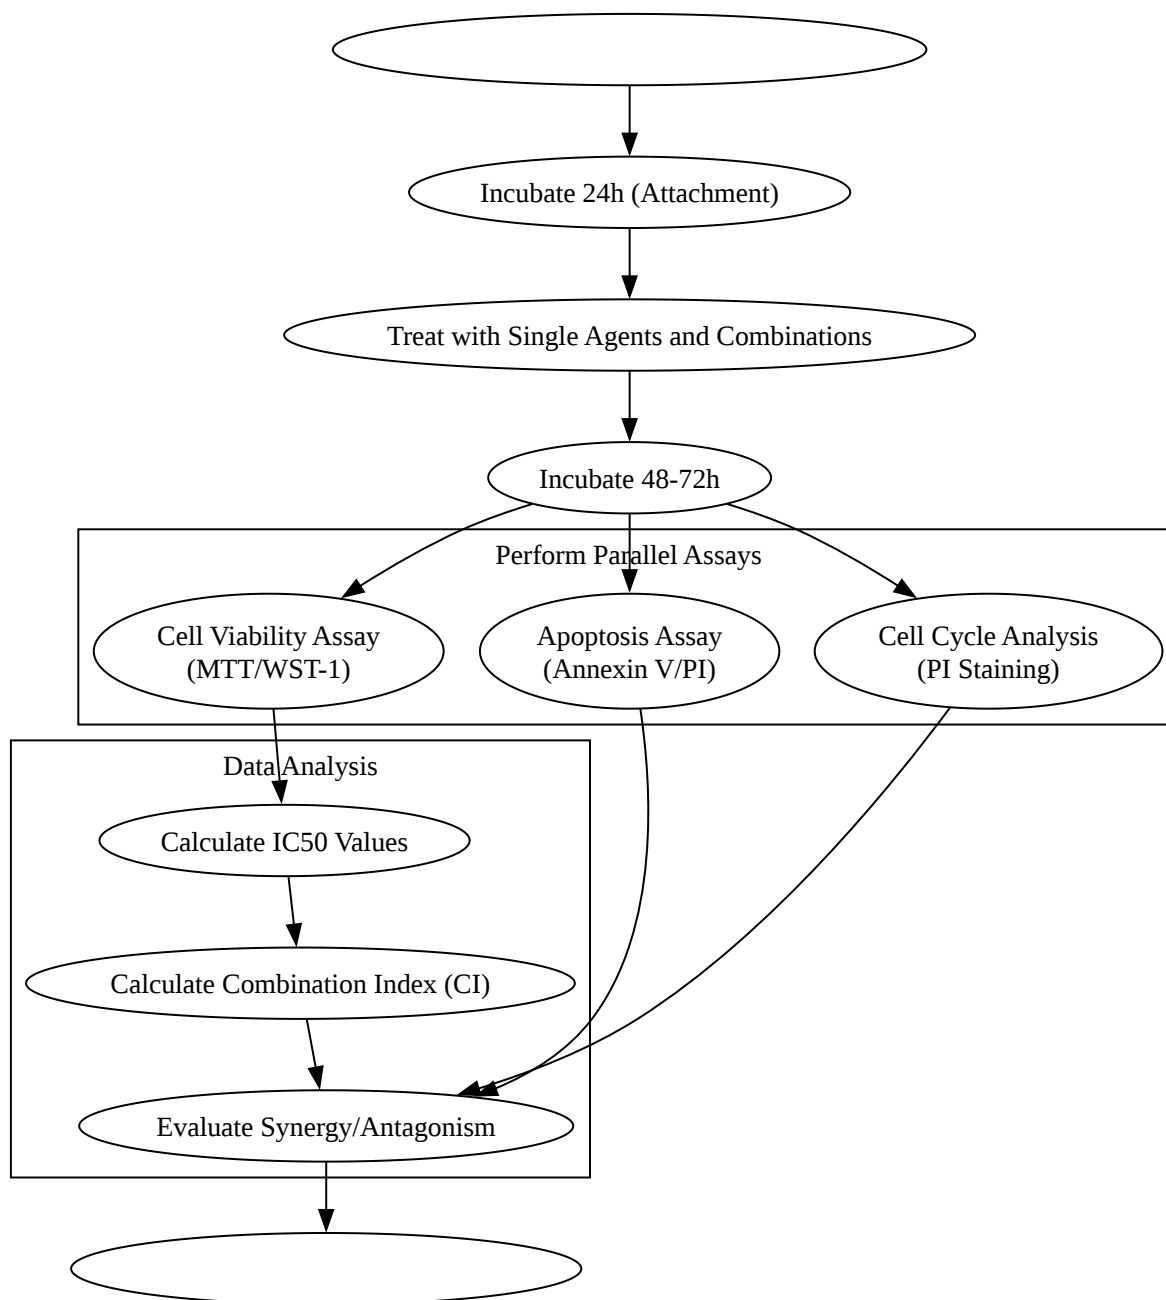 Incubate 24h (Attachment)
Treat with Single Agents and Combinations
Incubate 48-72h
Perform Parallel Assays
Cell Viability Assay
(MTT/WST-1)
Apoptosis Assay
(Annexin V/PI)
Cell Cycle Analysis
(PI Staining)
Data Analysis
Calculate IC50 Values
Calculate Combination Index (CI)
Evaluate Synergy/Antagonism